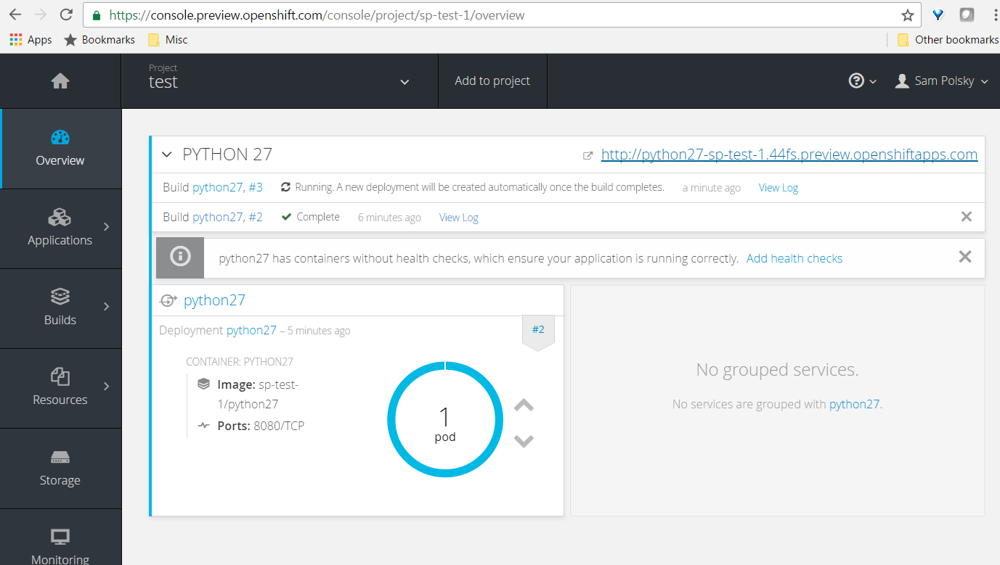 https://console.preview.openshift.com/console/project/sp-test-1/overview
Apps Bookmarks Misc Other bookmarks
Project
test
Add to project
Sam Polsky
Overview
Applications
Builds
Resources
Storage
Monitoring
PYTHON 27 http://python27-sp-test-1.44fs.preview.openshiftapps.com
Build python27, #3 Running. A new deployment will be created automatically once the build completes. a minute ago View Log
Build python27, #2 Complete 6 minutes ago View Log
python27 has containers without health checks, which ensure your application is running correctly. Add health checks
python27
Deployment python27 – 5 minutes ago #2
CONTAINER: PYTHON27
Image: sp-test-
1/python27
Ports: 8080/TCP
1
pod
No grouped services.
No services are grouped with python27.